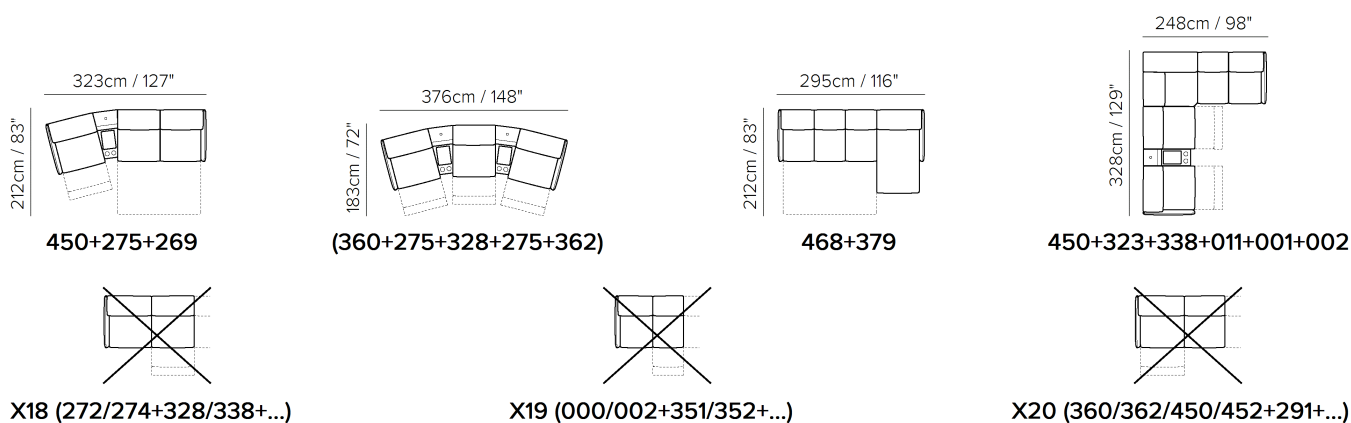 323cm / 127"
212cm / 83"
450+275+269
376cm / 148"
183cm / 72"
(360+275+328+275+362)
295cm / 116"
212cm / 83"
468+379
248cm / 98"
328cm / 129"
450+323+338+011+001+002
X18 (272/274+328/338+...)
X19 (000/002+351/352+...)
X20 (360/362/450/452+291+...)